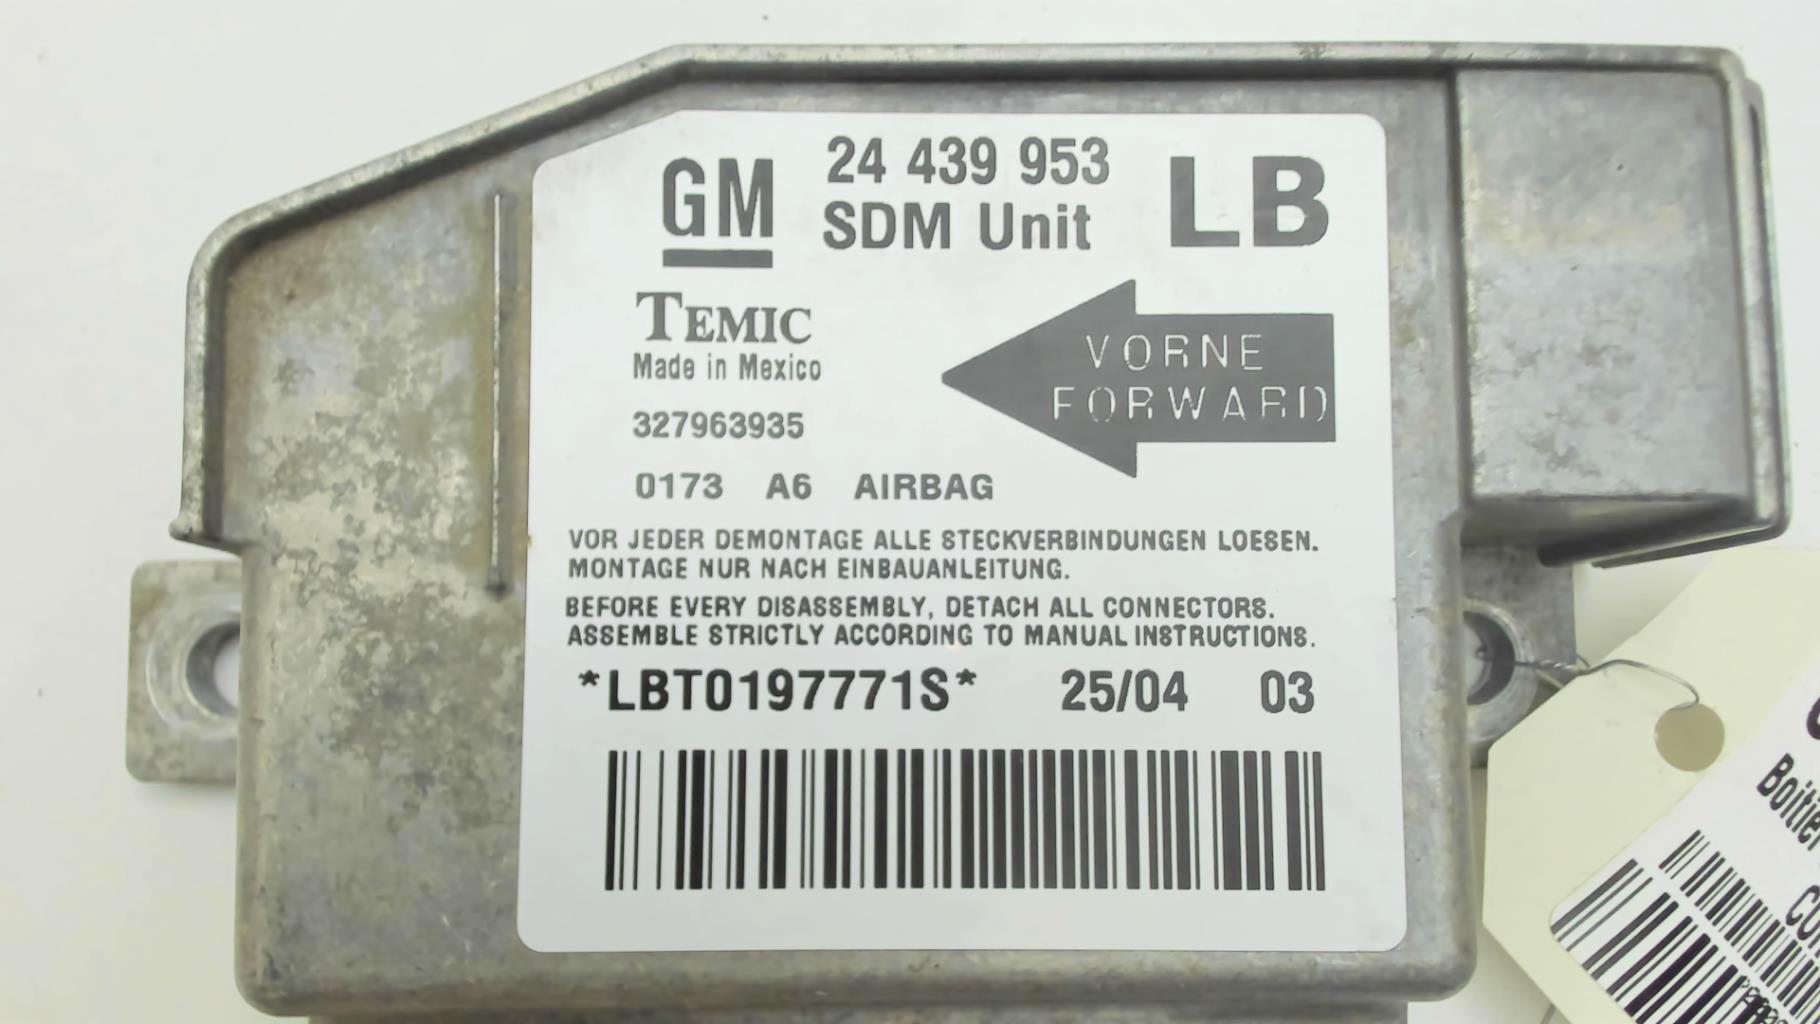 GM
24 439 953
SDM Unit
LB
TEMIC
Made in Mexico
327963935
0173 A6 AIRBAG
VORNE
FORWARD
VOR JEDER DEMONTAGE ALLE STECKVERBINDUNGEN LOESEN.
MONTAGE NUR NACH EINBAUANLEITUNG.
BEFORE EVERY DISASSEMBLY, DETACH ALL CONNECTORS.
ASSEMBLE STRICTLY ACCORDING TO MANUAL INSTRUCTIONS.
*LBT0197771S* 25/04 03
Boitier